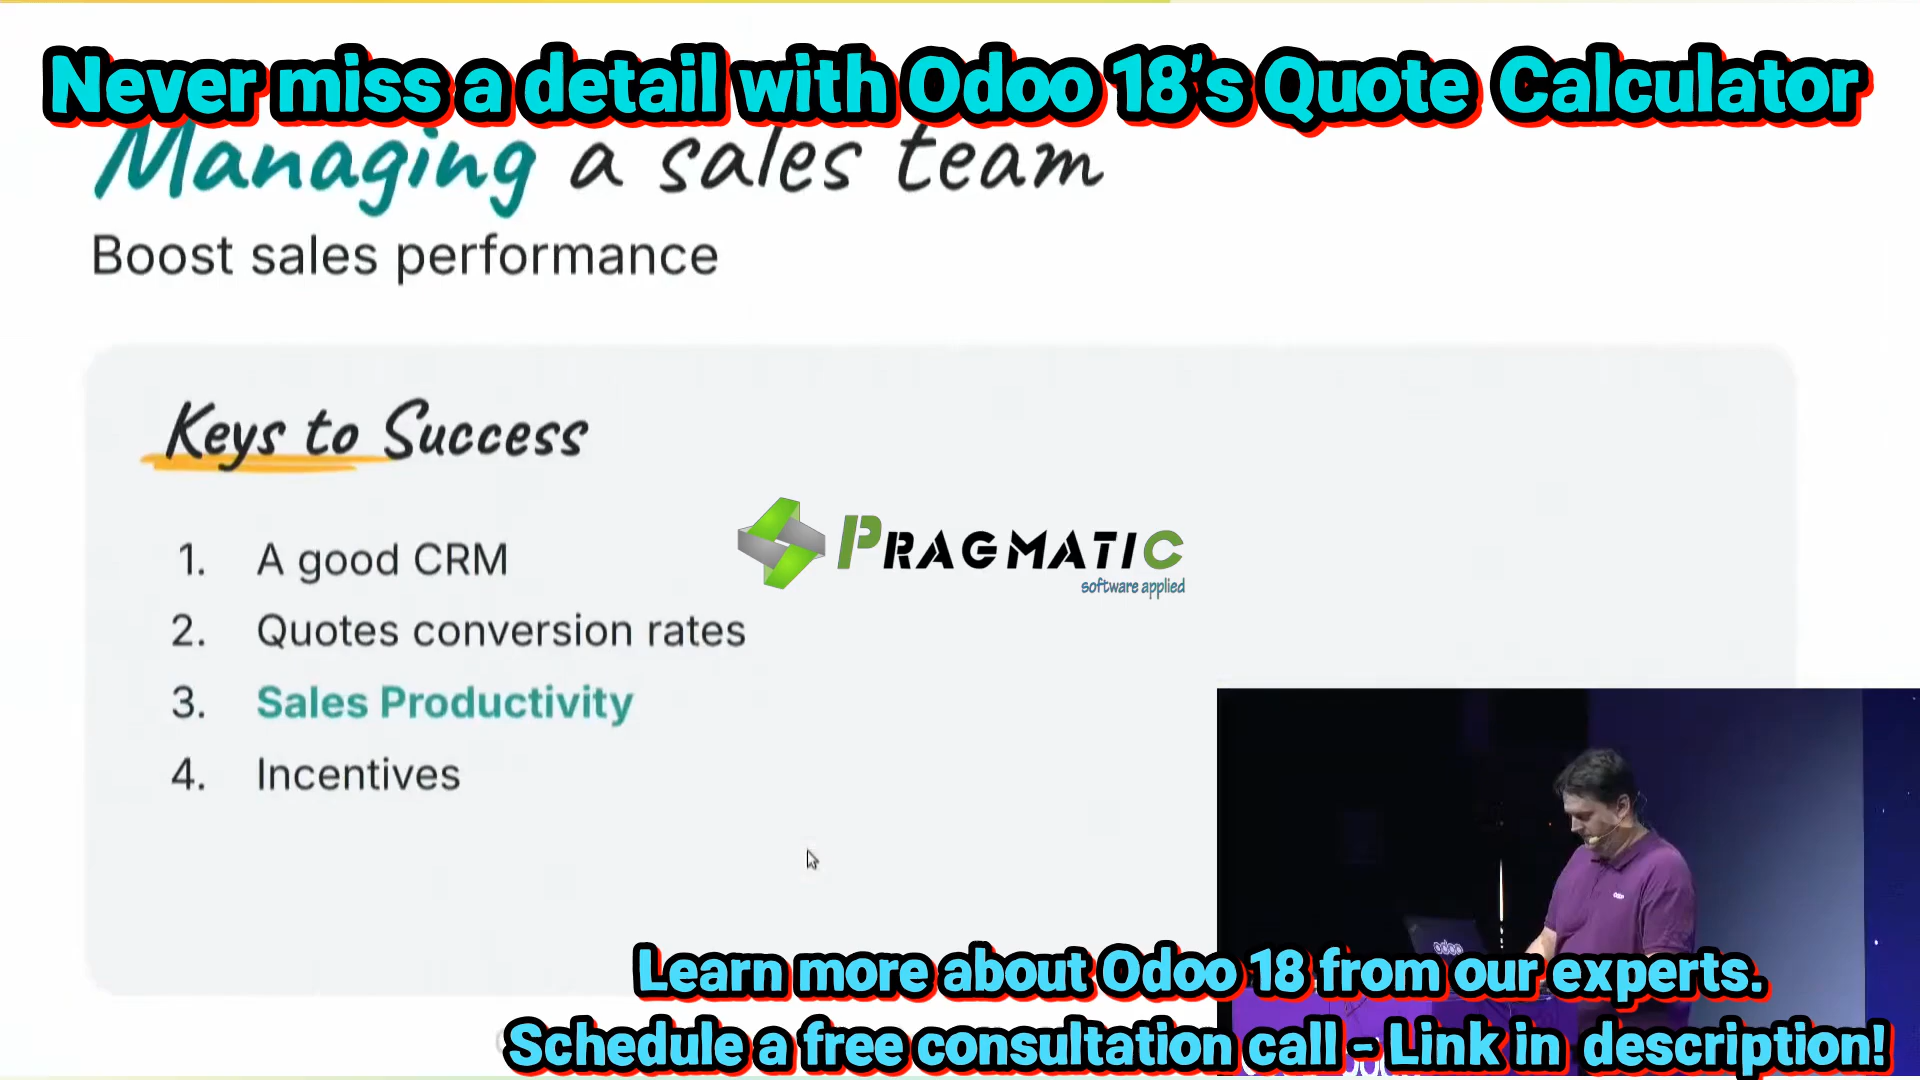 Never miss a detail with Odoo 18's Quote Calculator
Managing a sales team
Boost sales performance
Keys to Success
1. A good CRM
2. Quotes conversion rates
3. Sales Productivity
4. Incentives
PRAGMATIC
software applied
odoo
Learn more about Odoo 18 from our experts.
Schedule a free consultation call - Link in description!